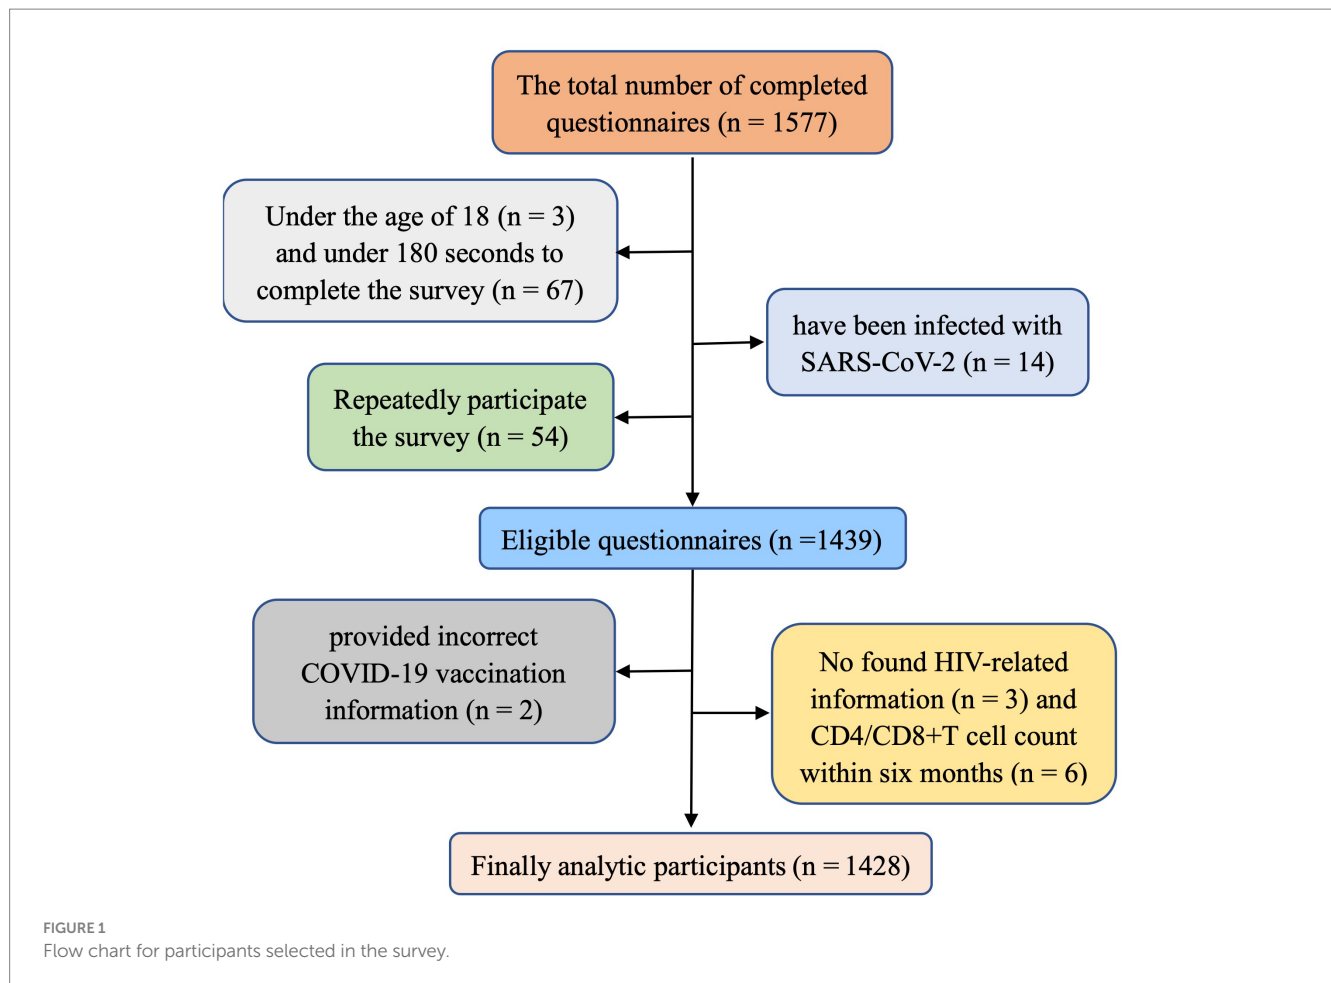 The total number of completed
questionnaires (n = 1577)
Under the age of 18 (n = 3)
and under 180 seconds to
complete the survey (n = 67)
have been infected with
SARS-CoV-2 (n = 14)
Repeatedly participate
the survey (n = 54)
Eligible questionnaires (n =1439)
provided incorrect
COVID-19 vaccination
information (n = 2)
No found HIV-related
information (n = 3) and
CD4/CD8+T cell count
within six months (n = 6)
Finally analytic participants (n = 1428)
FIGURE 1
Flow chart for participants selected in the survey.